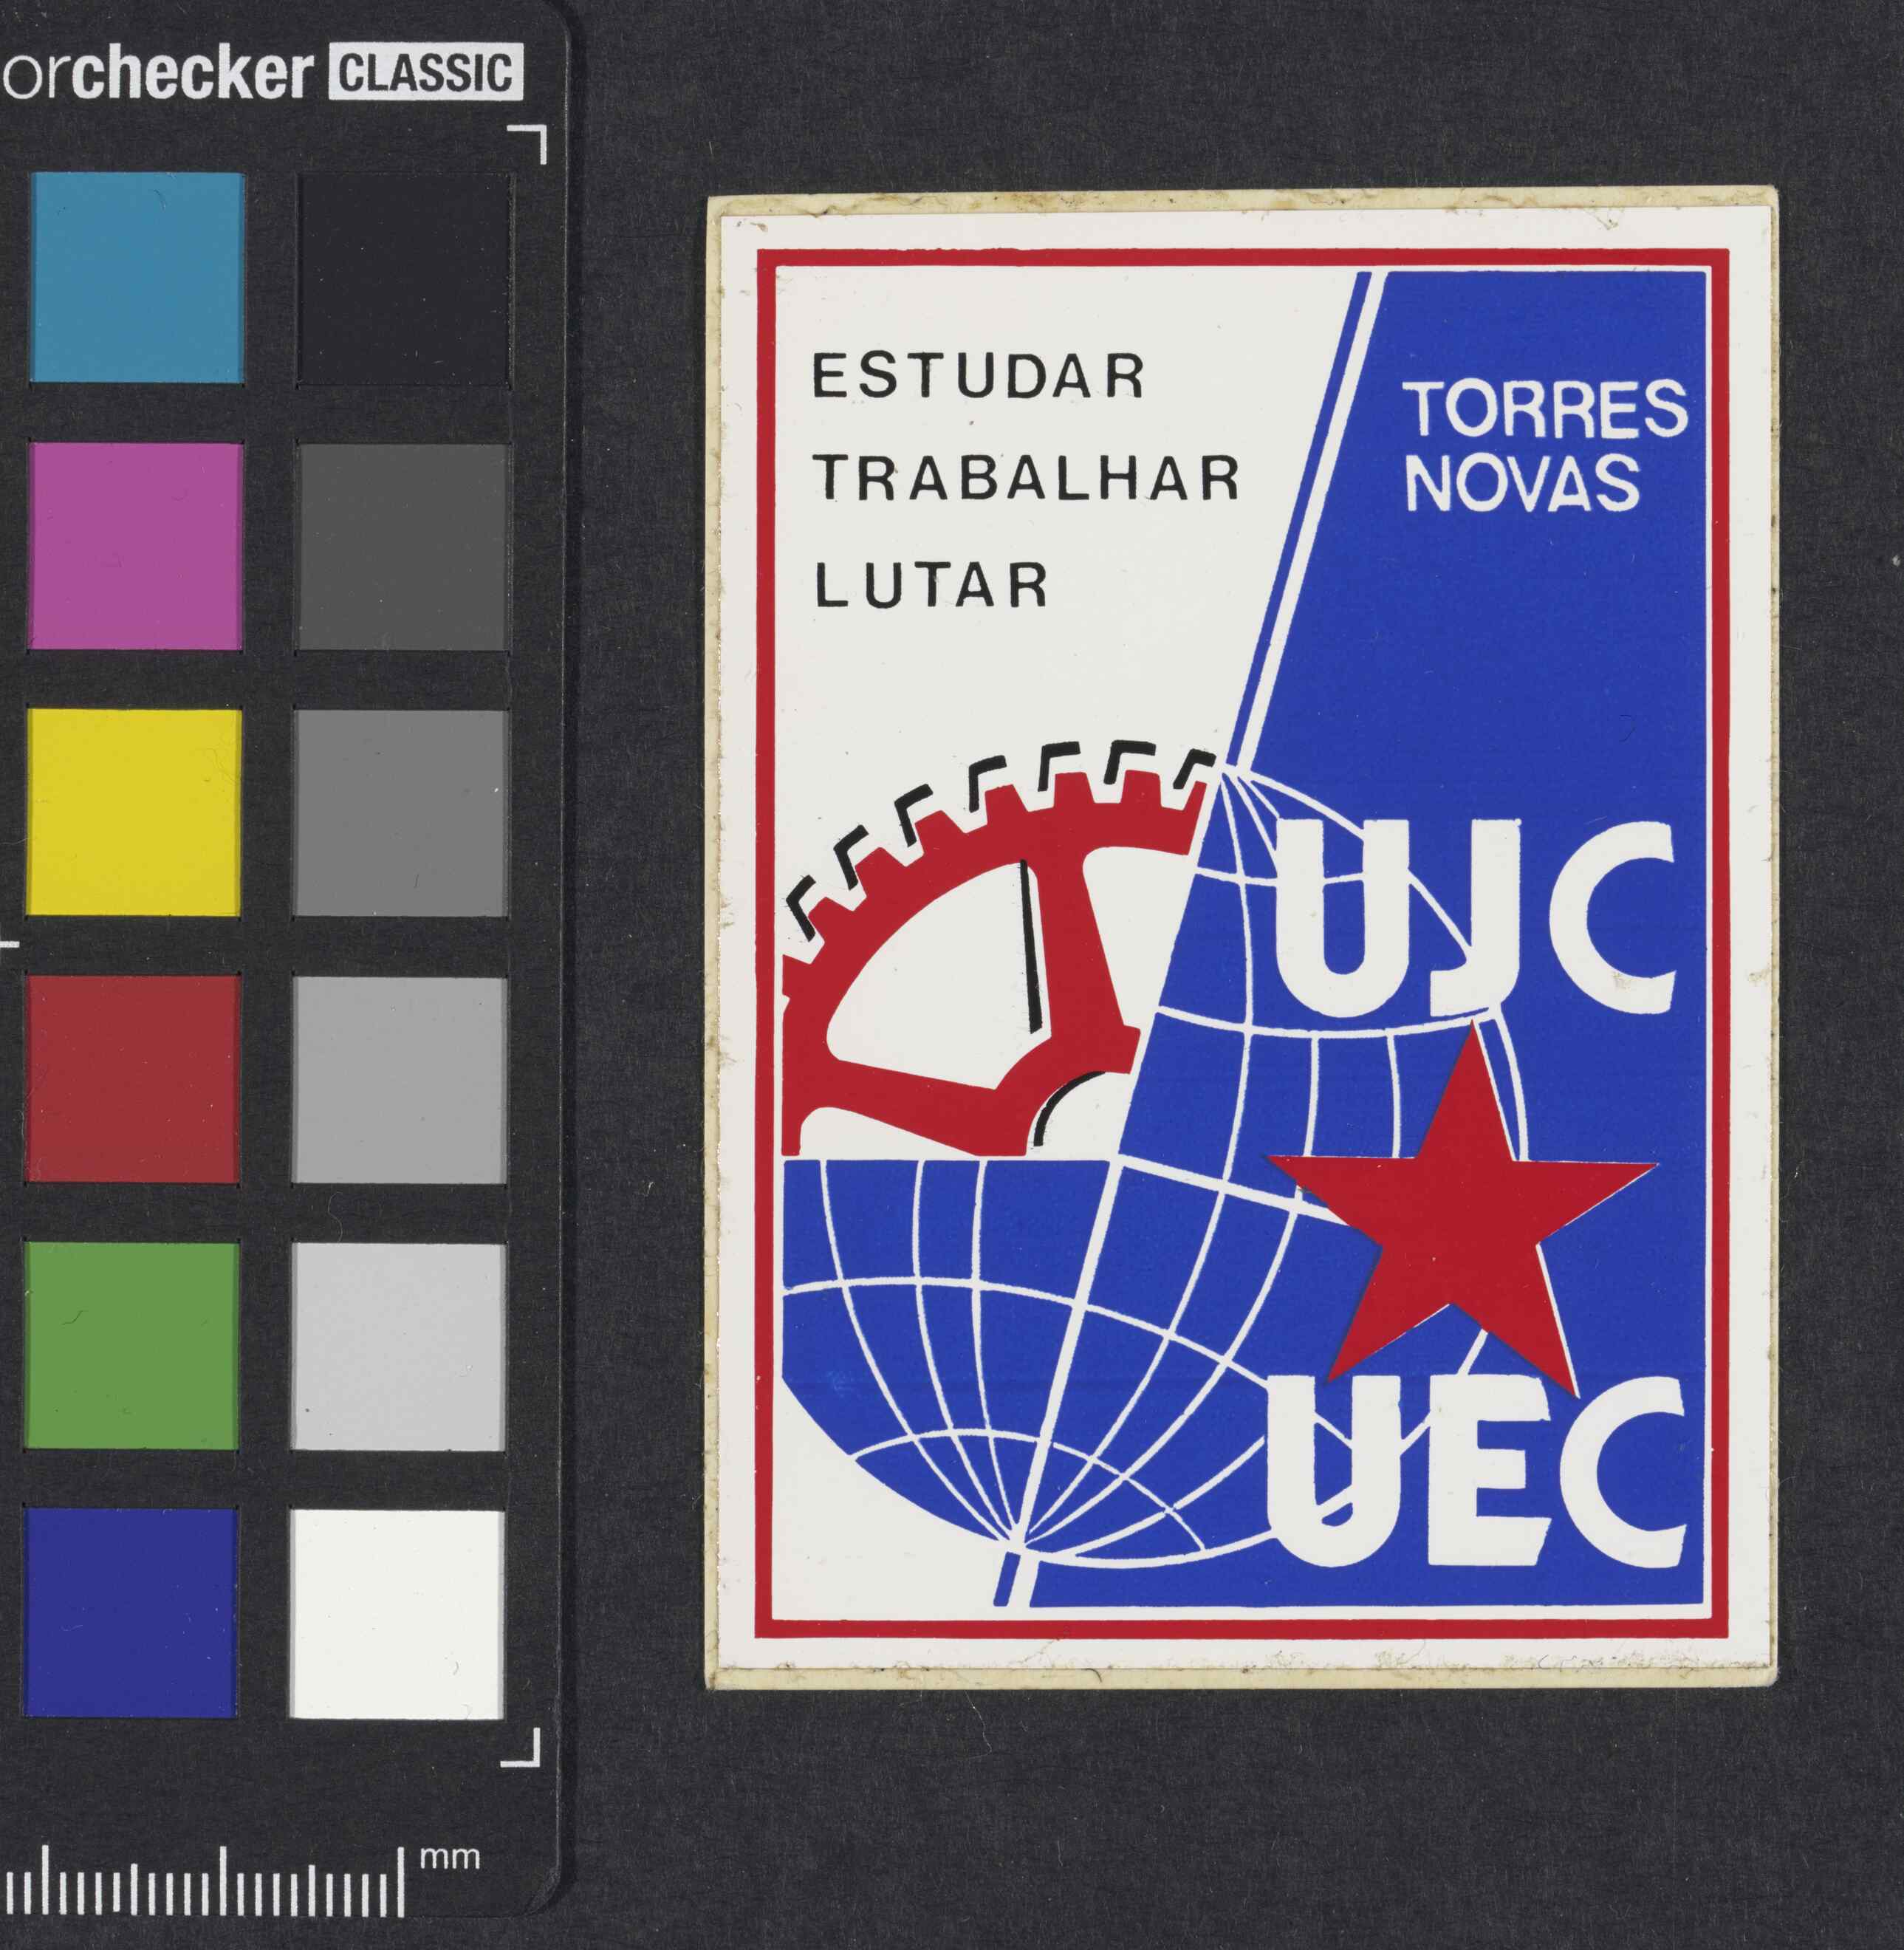 orchecker CLASSIC
ESTUDAR
TRABALHAR
LUTAR
TORRES
NOVAS
UJC
UEC
mm